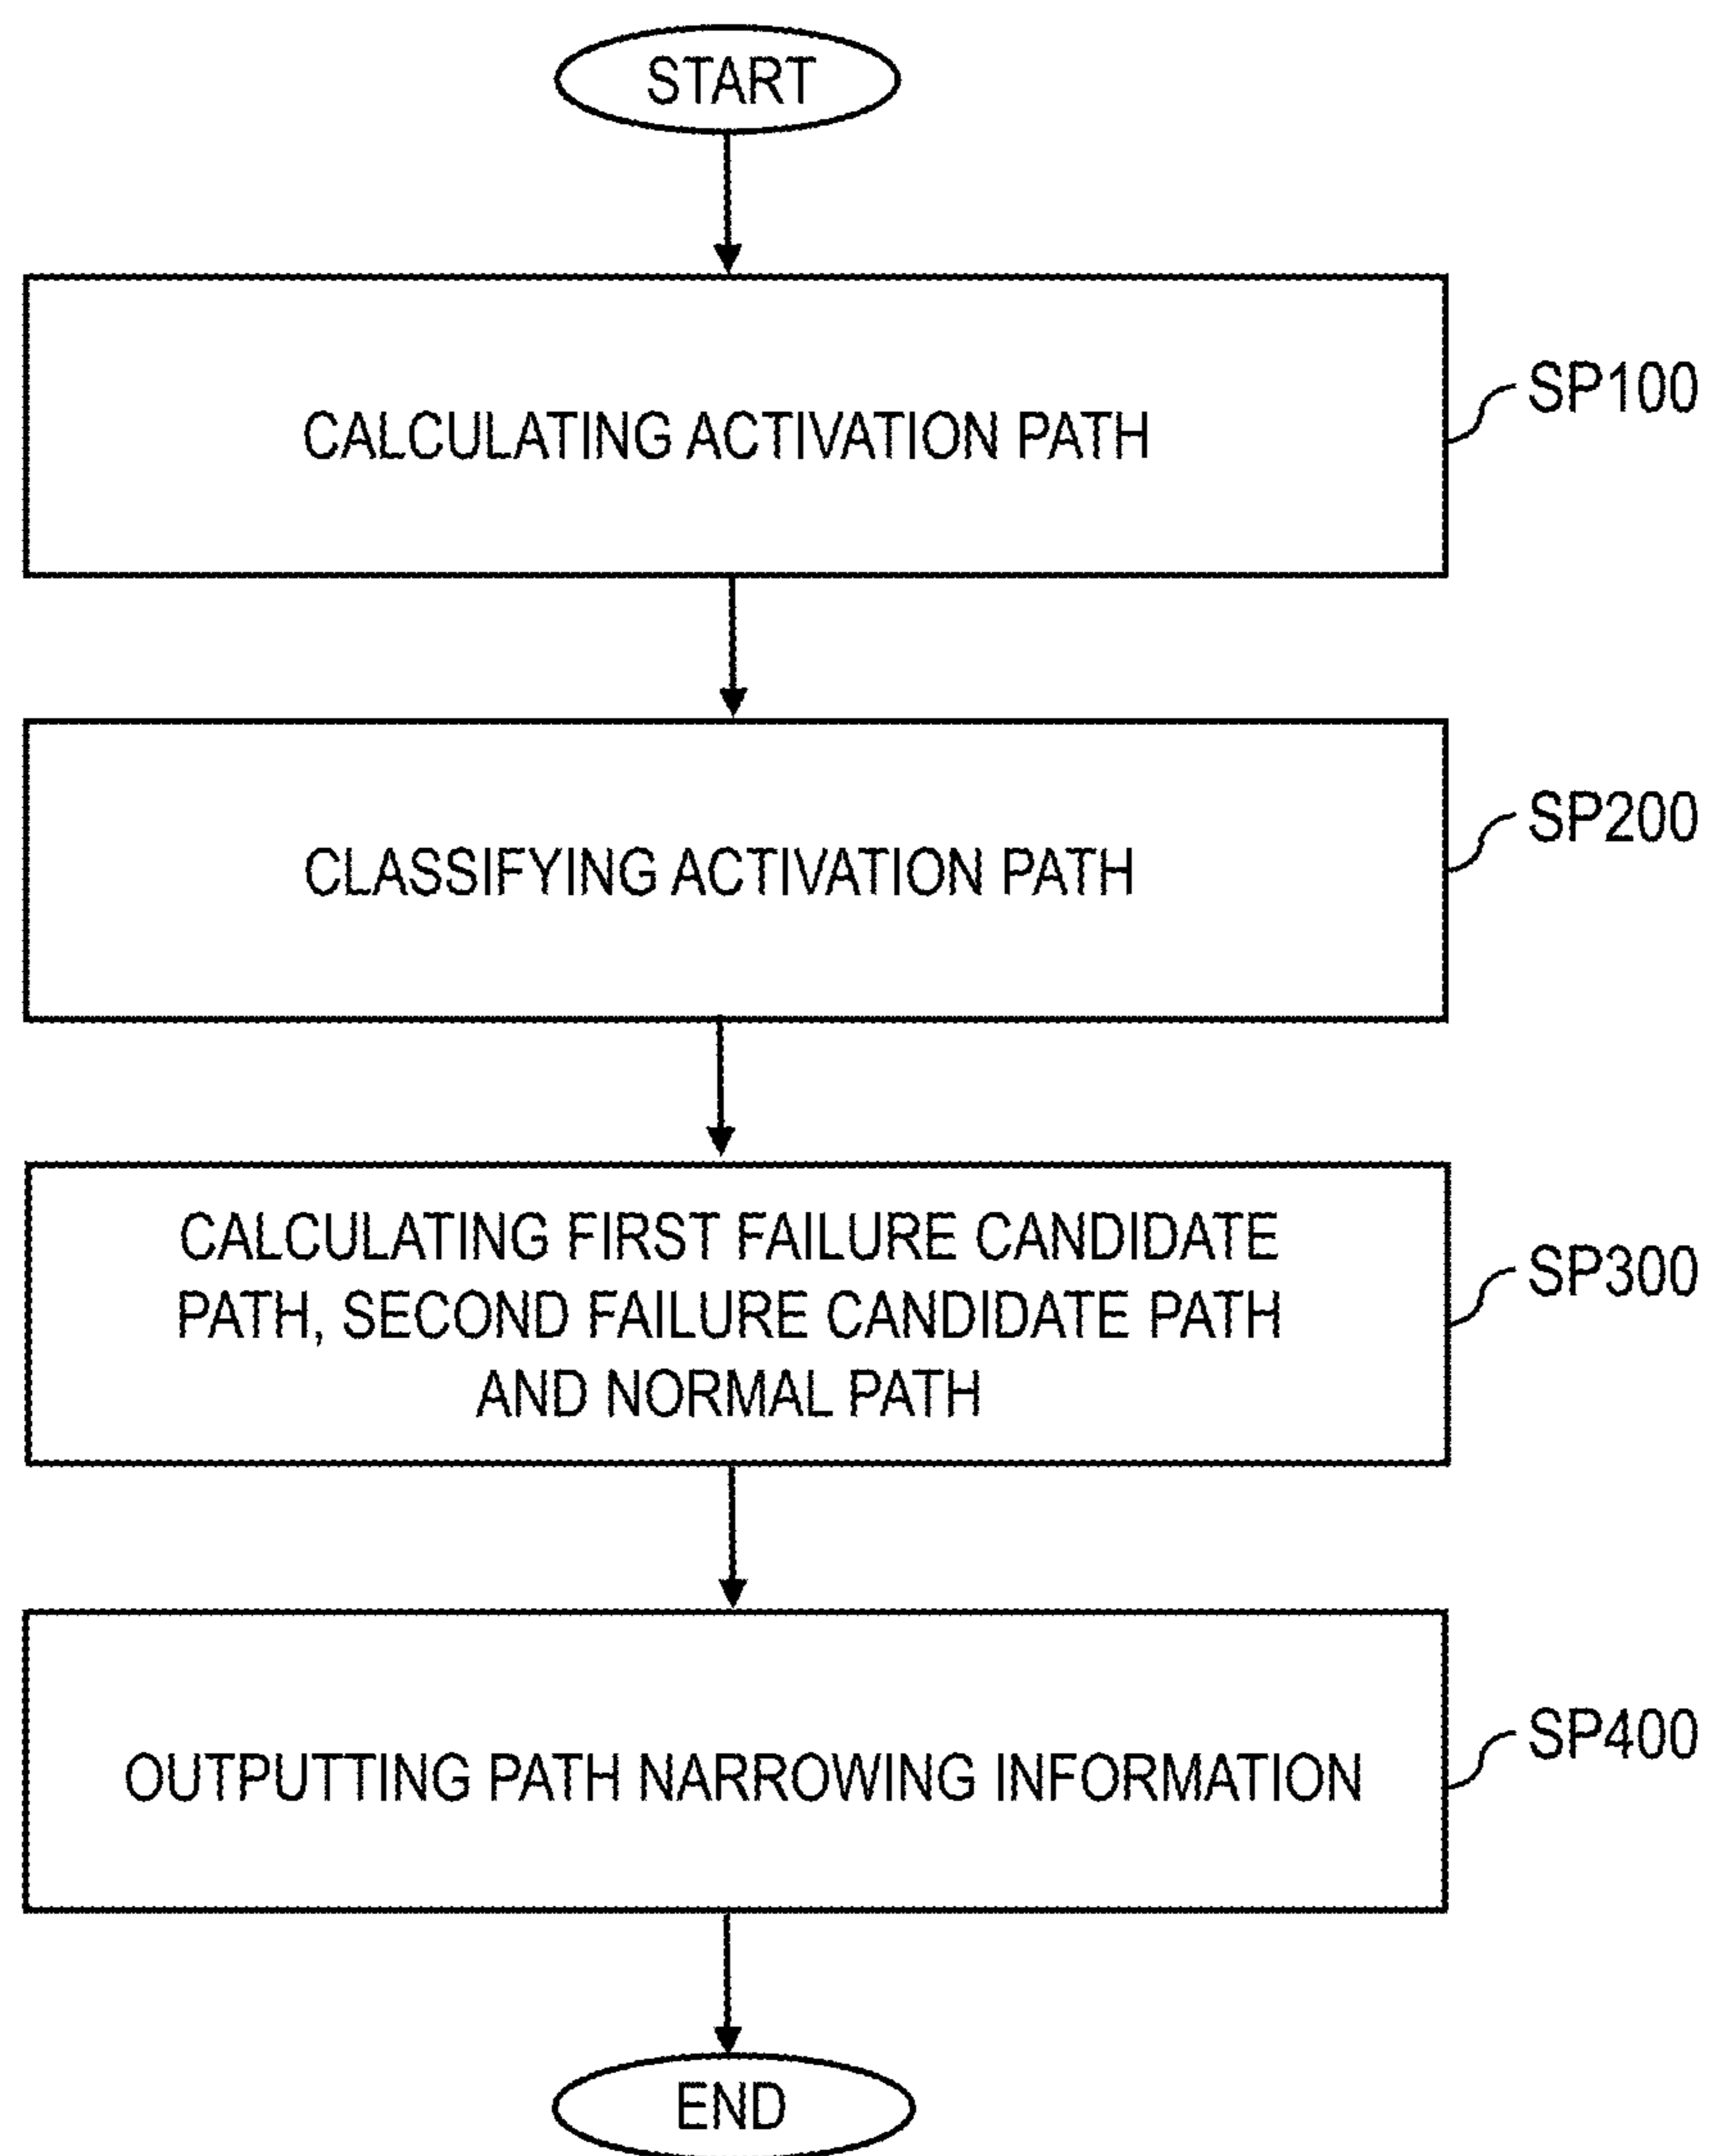 START
CALCULATING ACTIVATION PATH
SP100
CLASSIFYING ACTIVATION PATH
SP200
CALCULATING FIRST FAILURE CANDIDATE
PATH, SECOND FAILURE CANDIDATE PATH
AND NORMAL PATH
SP300
OUTPUTTING PATH NARROWING INFORMATION
SP400
END